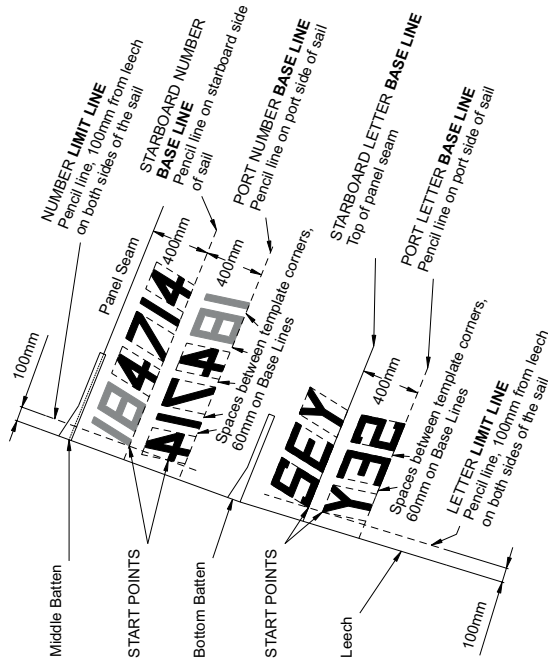 100mm
NUMBER LIMIT LINE
Pencil line, 100mm from leech
on both sides of the sail
Panel Seam
STARBOARD NUMBER
BASE LINE
Pencil line on starboard side
of sail
400mm
400mm
PORT NUMBER BASE LINE
Pencil line on port side of sail
184714
417481
Spaces between template corners,
60mm on Base Lines
STARBOARD LETTER BASE LINE
Top of panel seam
PORT LETTER BASE LINE
Pencil line on port side of sail
400mm
SEY
Y32
Spaces between template corners,
60mm on Base Lines
LETTER LIMIT LINE
Pencil line, 100mm from leech
on both sides of the sail
100mm
Middle Batten
START POINTS
Bottom Batten
START POINTS
Leech